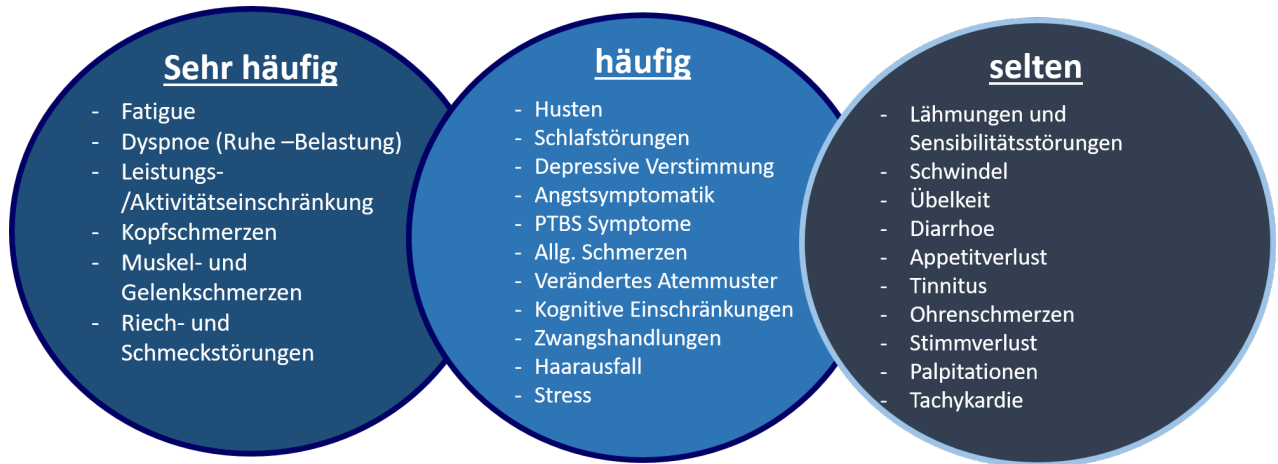 Sehr häufig
- Fatigue
- Dyspnoe (Ruhe –Belastung)
- Leistungs-
/Aktivitätseinschränkung
- Kopfschmerzen
- Muskel- und
Gelenkschmerzen
- Riech- und
Schmeckstörungen
häufig
- Husten
- Schlafstörungen
- Depressive Verstimmung
- Angstsymptomatik
- PTBS Symptome
- Allg. Schmerzen
- Verändertes Atemmuster
- Kognitive Einschränkungen
- Zwangshandlungen
- Haarausfall
- Stress
selten
- Lähmungen und
Sensibilitätsstörungen
- Schwindel
- Übelkeit
- Diarrhoe
- Appetitverlust
- Tinnitus
- Ohrenschmerzen
- Stimmverlust
- Palpitationen
- Tachykardie